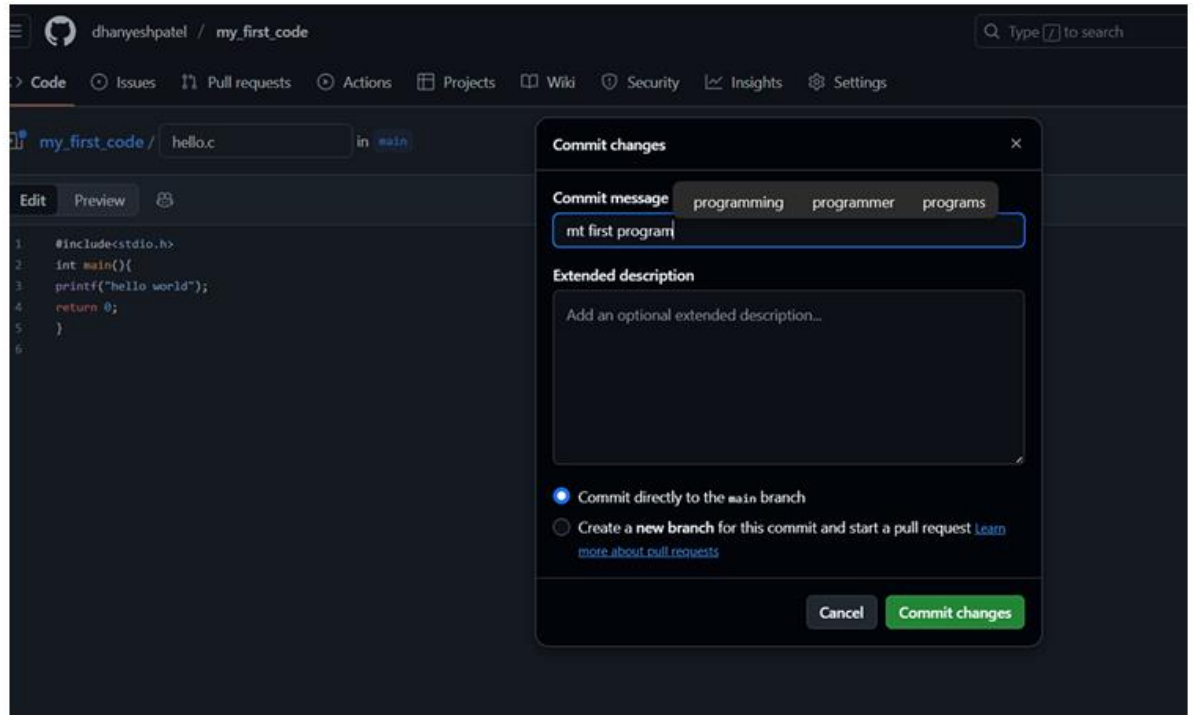 dhanyeshpatel / my_first_code
Type / to search
Code Issues Pull requests Actions Projects Wiki Security Insights Settings
my_first_code / hello.c in main
Edit Preview
1 #include<stdio.h>
2 int main(){
3 printf("hello world");
4 return 0;
5 }
6
Commit changes
Commit message
programming programmer programs
mt first program
Extended description
Add an optional extended description...
Commit directly to the main branch
Create a new branch for this commit and start a pull request Learn
more about pull requests
Cancel Commit changes